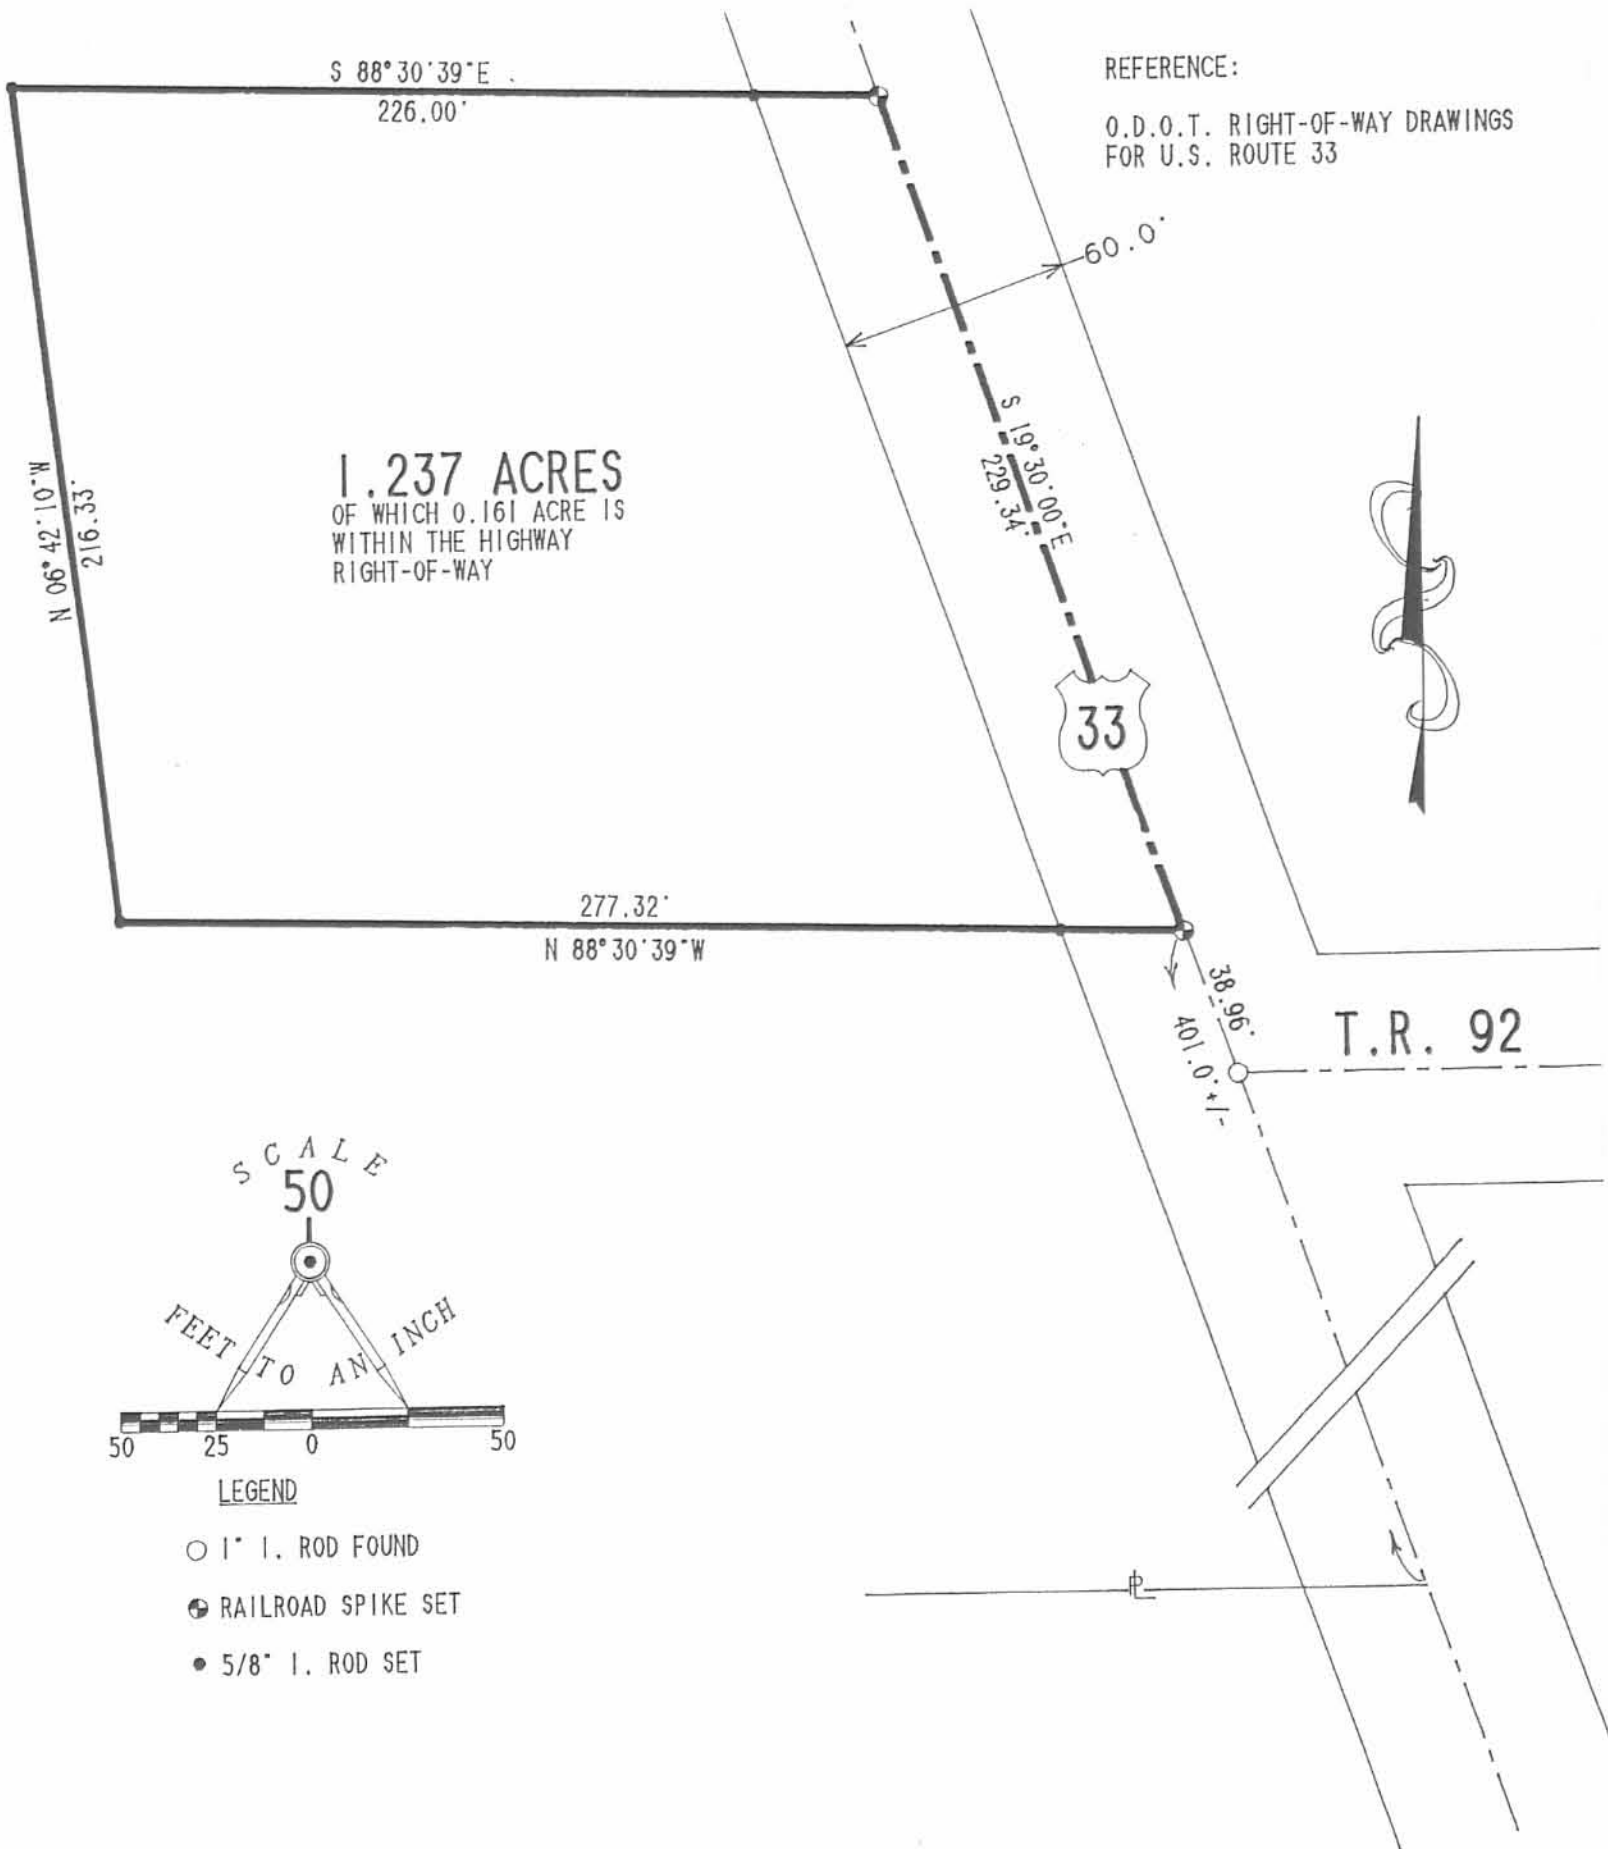 S 88°30'39"E
226.00'
REFERENCE:
O.D.O.T. RIGHT-OF-WAY DRAWINGS
FOR U.S. ROUTE 33
60.0'
S 19°30'00"E
229.34'
N 06°42'10"W
216.33'
1.237 ACRES
OF WHICH 0.161 ACRE IS
WITHIN THE HIGHWAY
RIGHT-OF-WAY
33
277.32'
N 88°30'39"W
38.96'
401.0'+/-
T.R. 92
SCALE
50
FEET TO AN INCH
50 25 0 50
LEGEND
1" I. ROD FOUND
RAILROAD SPIKE SET
5/8" I. ROD SET
PL